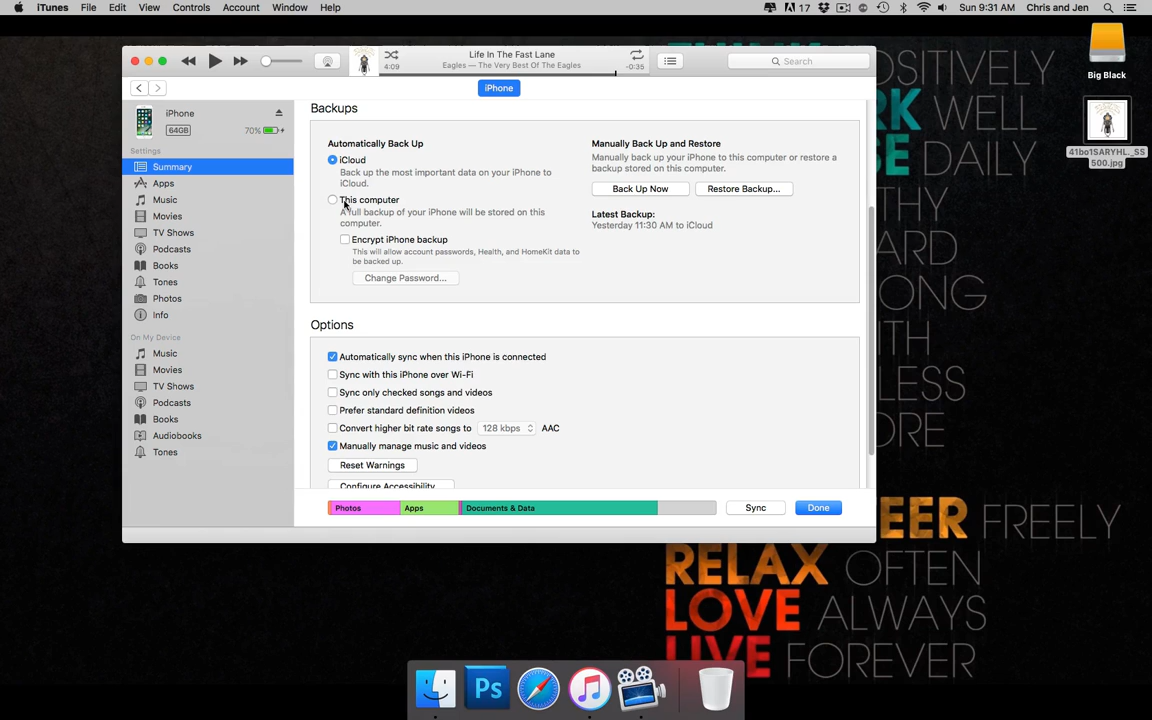 iTunes File Edit View Controls Account Window Help
17 Sun 9:31 AM Chris and Jen
Life In The Fast Lane
Eagles — The Very Best Of The Eagles
4:09
-0:35
Search
iPhone
iPhone
64GB
70%
Settings
Summary
Apps
Music
Movies
TV Shows
Podcasts
Books
Tones
Photos
Info
On My Device
Music
Movies
TV Shows
Podcasts
Books
Audiobooks
Tones
Backups
Automatically Back Up
iCloud
Back up the most important data on your iPhone to
iCloud.
This computer
A full backup of your iPhone will be stored on this
computer.
Encrypt iPhone backup
This will allow account passwords, Health, and HomeKit data to
be backed up.
Change Password...
Manually Back Up and Restore
Manually back up your iPhone to this computer or restore a
backup stored on this computer.
Back Up Now
Restore Backup...
Latest Backup:
Yesterday 11:30 AM to iCloud
Options
Automatically sync when this iPhone is connected
Sync with this iPhone over Wi-Fi
Sync only checked songs and videos
Prefer standard definition videos
Convert higher bit rate songs to 128 kbps AAC
Manually manage music and videos
Reset Warnings
Configure Accessibility
Photos Apps Documents & Data
Sync
Done
Big Black
41bo1SARYHL._SS
500.jpg
OSITIVELY
RK WELL
SE DAILY
ARD
ONG
ITH
LESS
ORE
EER FREELY
RELAX OFTEN
LOVE ALWAYS
LIVE FOREVER
Ps